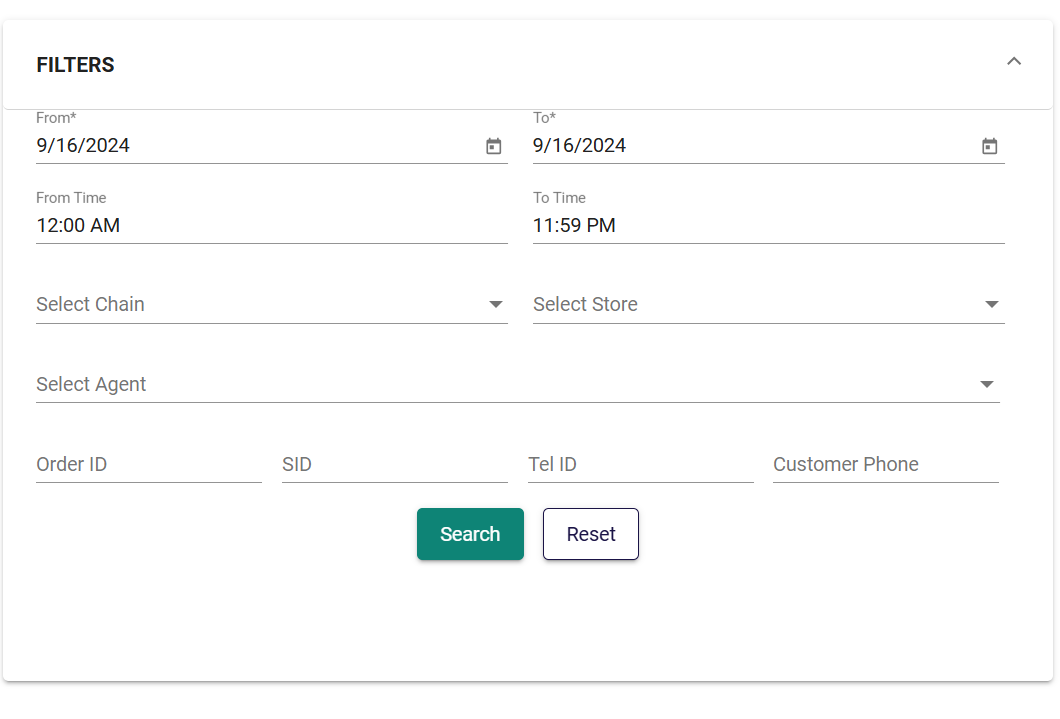 FILTERS
From* To*
9/16/2024 9/16/2024
From Time To Time
12:00 AM 11:59 PM
Select Chain Select Store
Select Agent
Order ID SID Tel ID Customer Phone
Search Reset